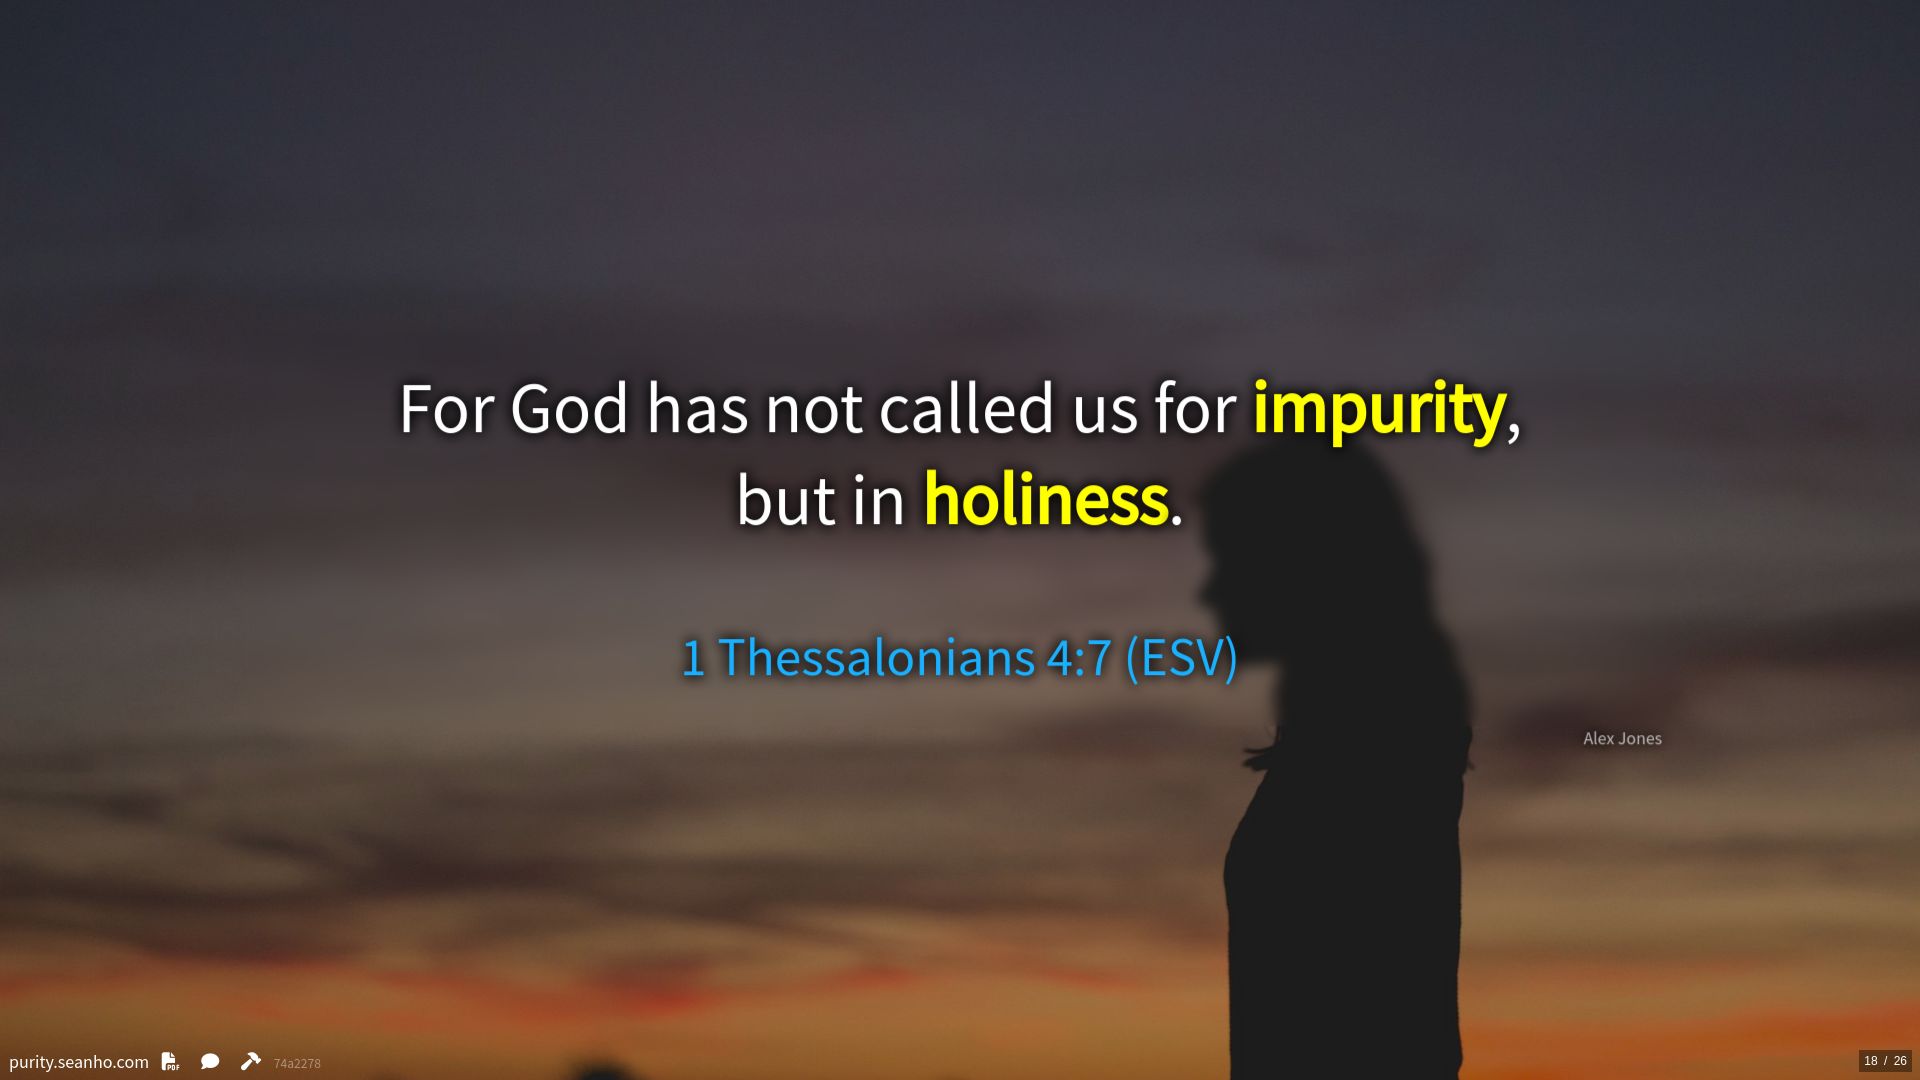 For God has not called us for impurity,
but in holiness.
1 Thessalonians 4:7 (ESV)
Alex Jones
purity.seanho.com PDF 74a2278
18 / 26